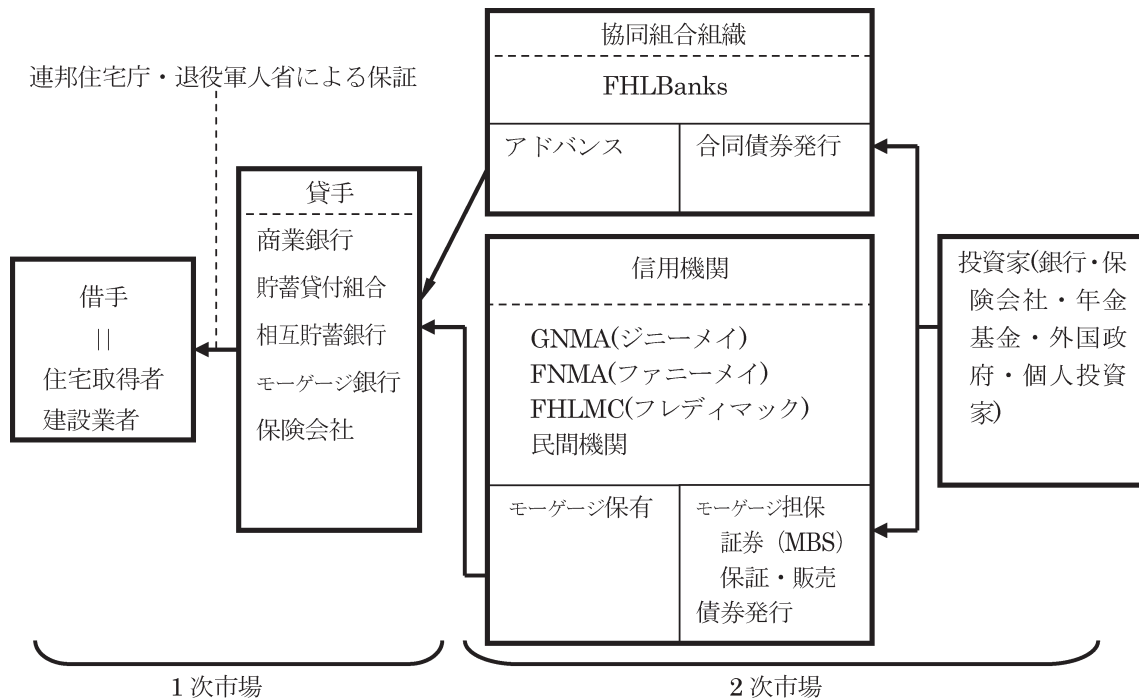 連邦住宅庁・退役軍人省による保証
借手
||
住宅取得者
建設業者
貸手
商業銀行
貯蓄貸付組合
相互貯蓄銀行
モーゲージ銀行
保険会社
協同組合組織
FHLBanks
アドバンス
合同債券発行
信用機関
GNMA(ジニーメイ)
FNMA(ファニーメイ)
FHLMC(フレディマック)
民間機関
モーゲージ保有
モーゲージ担保
証券（MBS）
保証・販売
債券発行
投資家(銀行・保
険会社・年金
基金・外国政
府・個人投資
家)
1 次市場
2 次市場